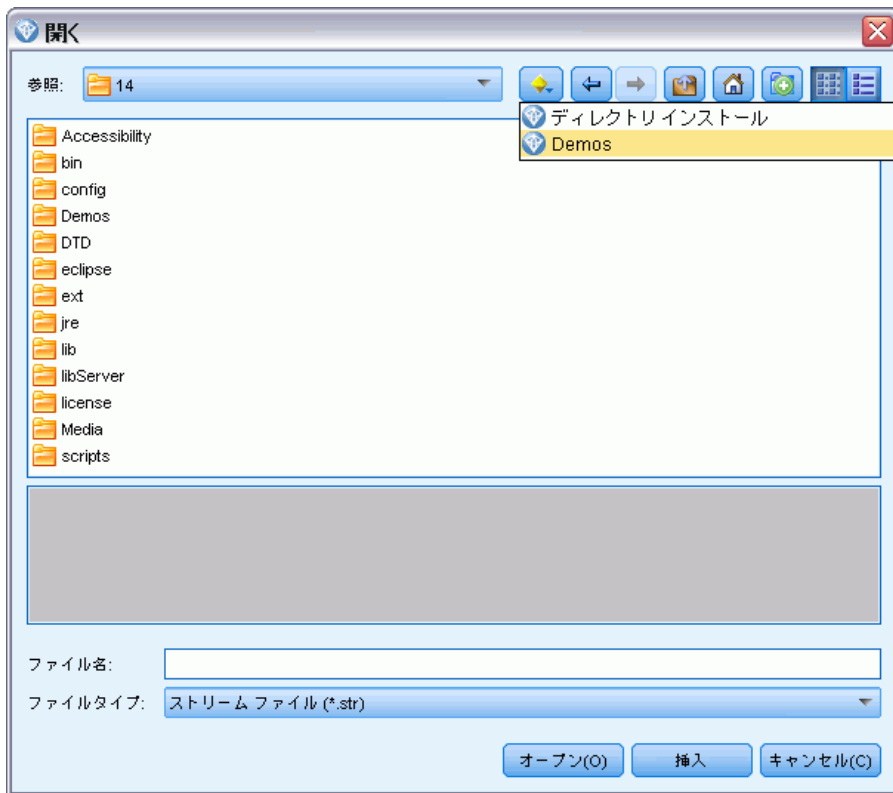 開く
参照: 14
ディレクトリ インストール
Demos
Accessibility
bin
config
Demos
DTD
eclipse
ext
jre
lib
libServer
license
Media
scripts
ファイル名:
ファイルタイプ: ストリーム ファイル (*.str)
オープン(O) 挿入 キャンセル(C)